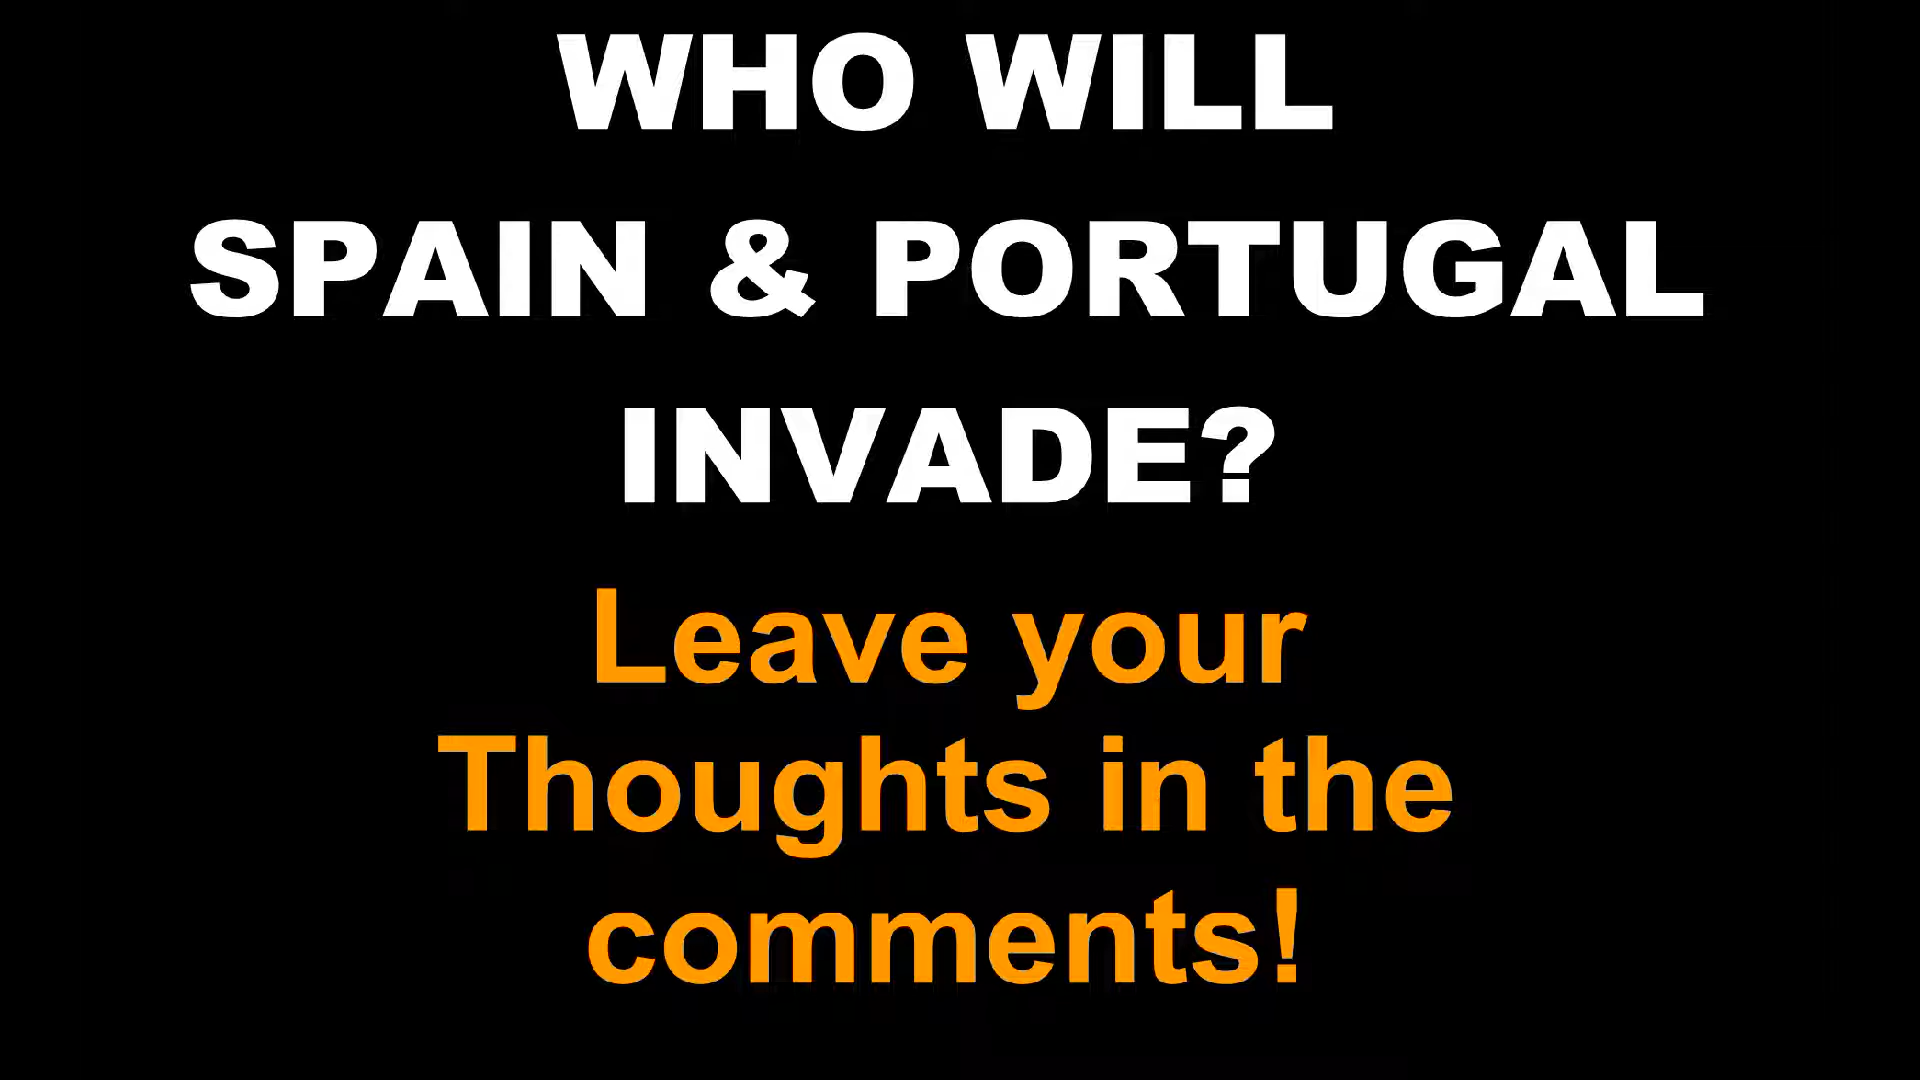 WHO WILL
SPAIN & PORTUGAL
INVADE?
Leave your
Thoughts in the
comments!